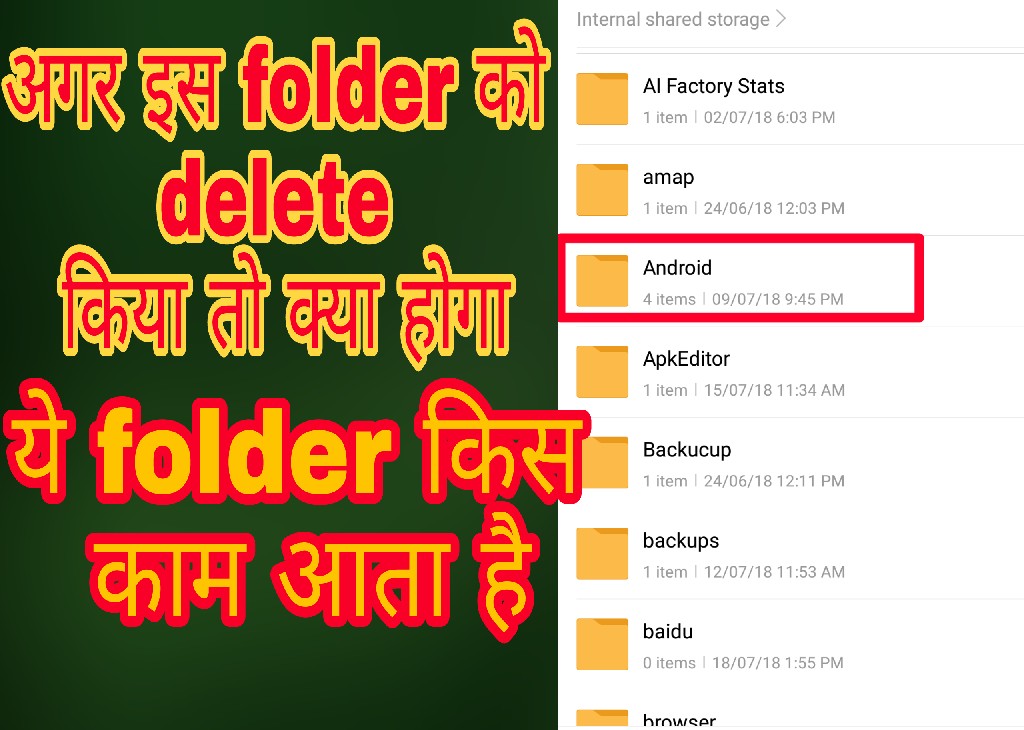 अगर इस folder को
delete
किया तो क्या होगा
ये folder किस
काम आता है
Internal shared storage >
AI Factory Stats
1 item | 02/07/18 6:03 PM
amap
1 item | 24/06/18 12:03 PM
Android
4 items | 09/07/18 9:45 PM
ApkEditor
1 item | 15/07/18 11:34 AM
Backucup
1 item | 24/06/18 12:11 PM
backups
1 item | 12/07/18 11:53 AM
baidu
0 items | 18/07/18 1:55 PM
browser